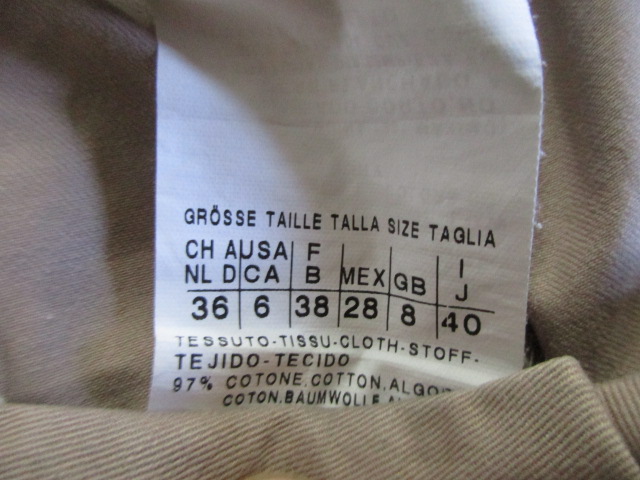 GRÖSSE TAILLE TALLA SIZE TAGLIA
CH A USA F MEX GB I
NL D CA B J
36 6 38 28 8 40
TESSUTO-TISSU-CLOTH-STOFF-
TEJIDO-TECIDO
97% COTONE,COTTON,ALGO
COTON,BAUMWOLLE